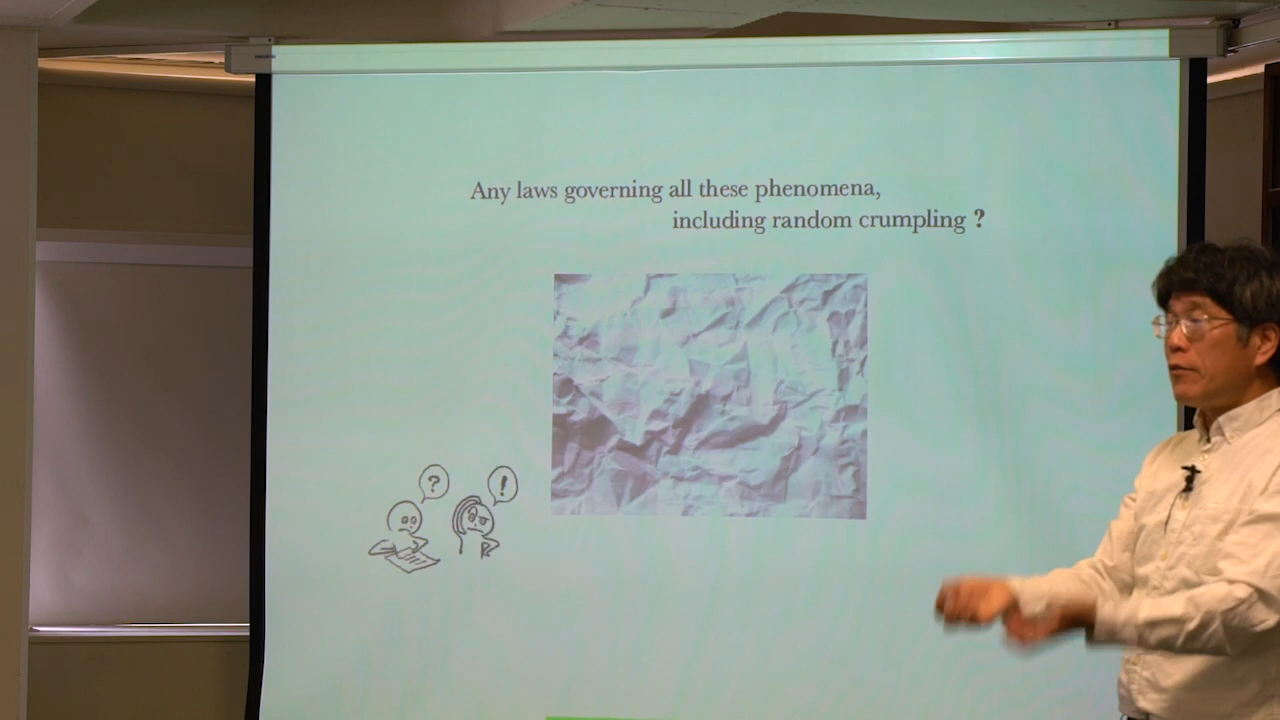 Any laws governing all these phenomena,
including random crumpling ?
?
!